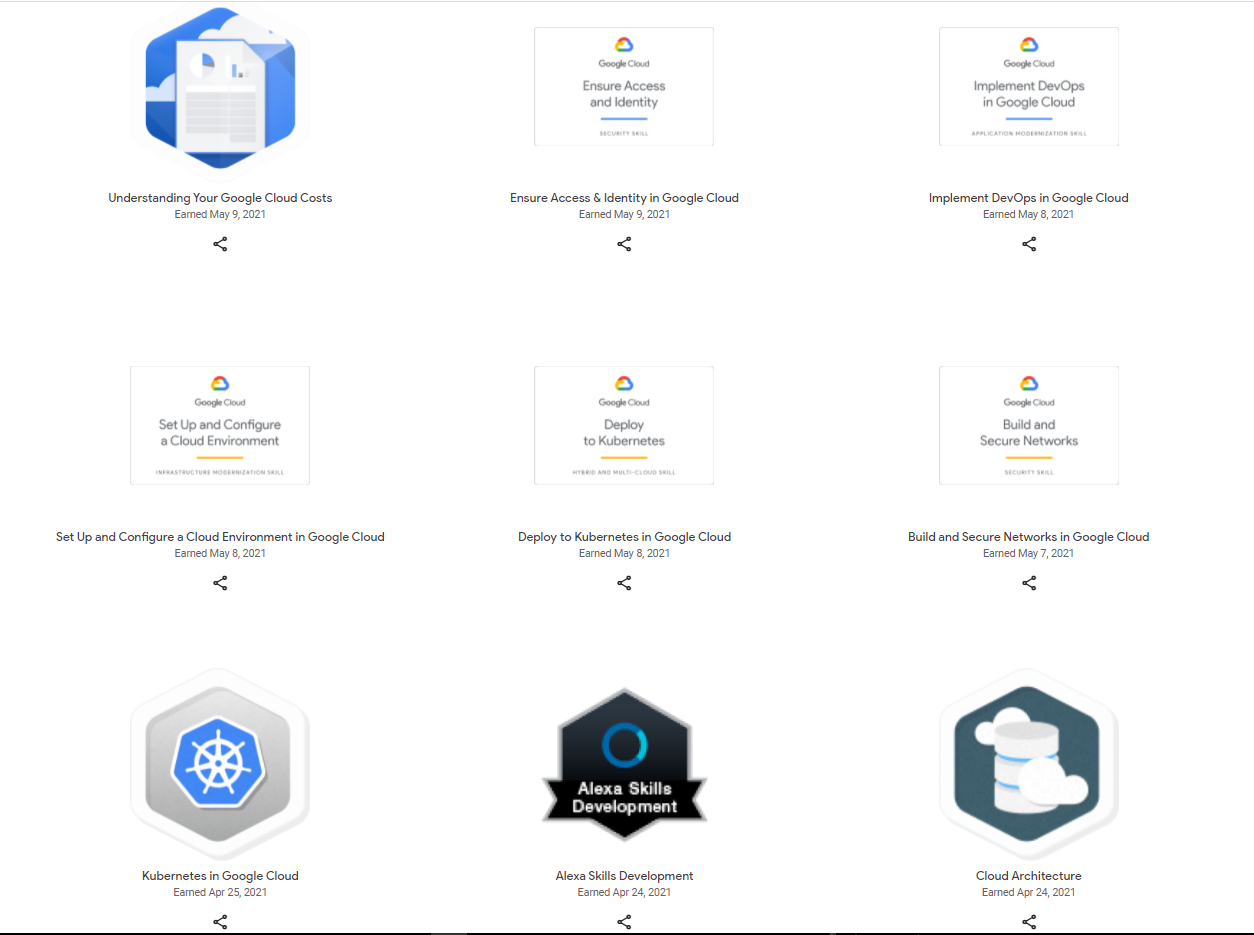 Google Cloud
Ensure Access
and Identity
SECURITY SKILL
Google Cloud
Implement DevOps
in Google Cloud
APPLICATION MODERNIZATION SKILL
Understanding Your Google Cloud Costs
Earned May 9, 2021
Ensure Access & Identity in Google Cloud
Earned May 9, 2021
Implement DevOps in Google Cloud
Earned May 8, 2021
Google Cloud
Set Up and Configure
a Cloud Environment
INFRASTRUCTURE MODERNIZATION SKILL
Google Cloud
Deploy
to Kubernetes
HYBRID AND MULTI-CLOUD SKILL
Google Cloud
Build and
Secure Networks
SECURITY SKILL
Set Up and Configure a Cloud Environment in Google Cloud
Earned May 8, 2021
Deploy to Kubernetes in Google Cloud
Earned May 8, 2021
Build and Secure Networks in Google Cloud
Earned May 7, 2021
Alexa Skills
Development
Kubernetes in Google Cloud
Earned Apr 25, 2021
Alexa Skills Development
Earned Apr 24, 2021
Cloud Architecture
Earned Apr 24, 2021